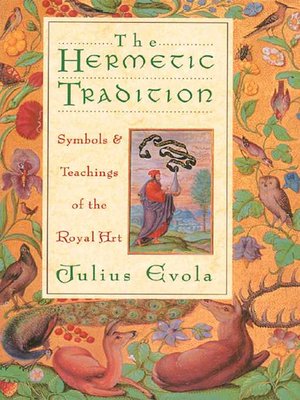 The
Hermetic
Tradition
Symbols &
Teachings
of the
Royal Art
Julius Evola